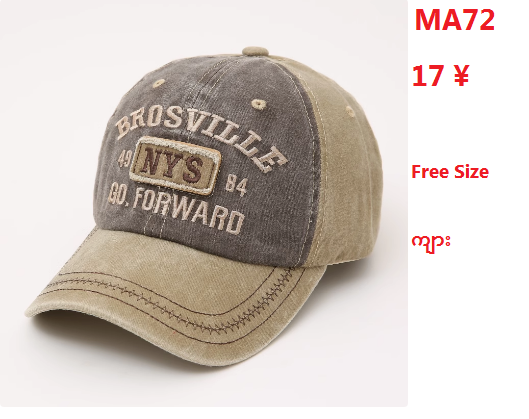 BROSVILLE
49 NYS 84
GO. FORWARD
MA72
17 ¥
Free Size
ကျား